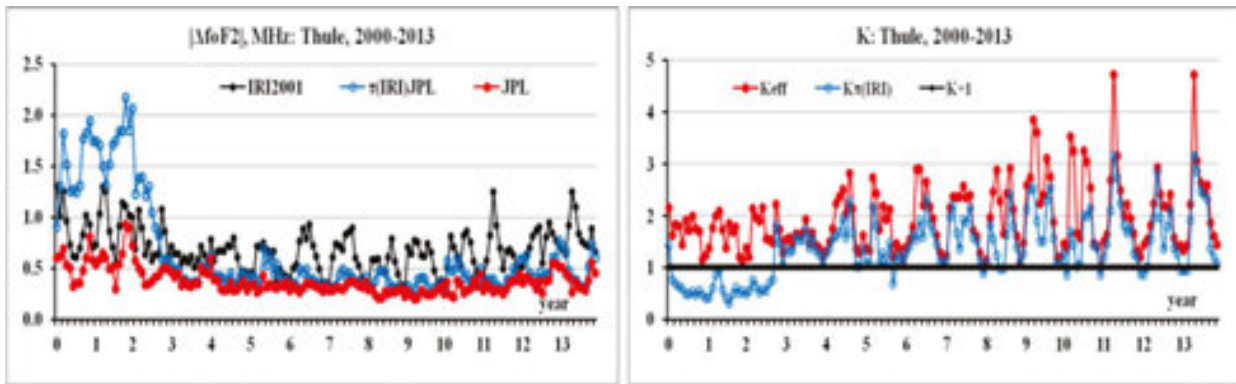 |ΔfoF2|, MHz: Thule, 2000-2013
2.5
2.0
1.5
1.0
0.5
0.0
IRI2001
τ(IRI)JPL
JPL
year
0 1 2 3 4 5 6 7 8 9 10 11 12 13
K: Thule, 2000-2013
5
4
3
2
1
0
Keff
Kτ(IRI)
K=1
year
0 1 2 3 4 5 6 7 8 9 10 11 12 13